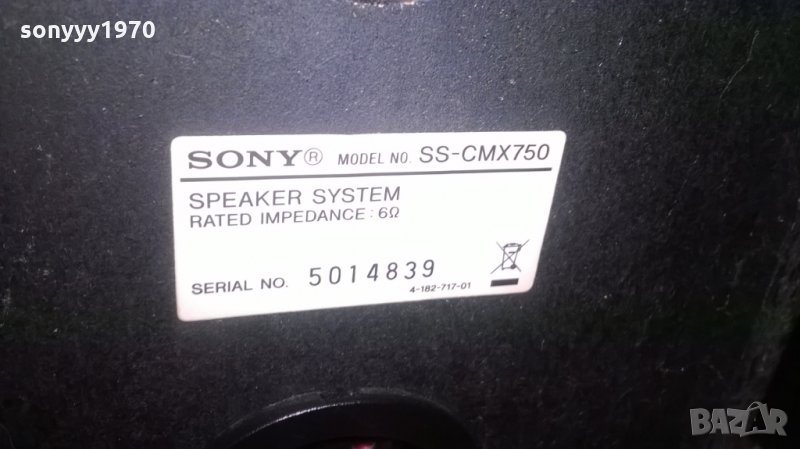 sonyyy1970
SONY® MODEL NO. SS-CMX750
SPEAKER SYSTEM
RATED IMPEDANCE : 6Ω
SERIAL NO. 5014839
4-182-717-01
BAZAR